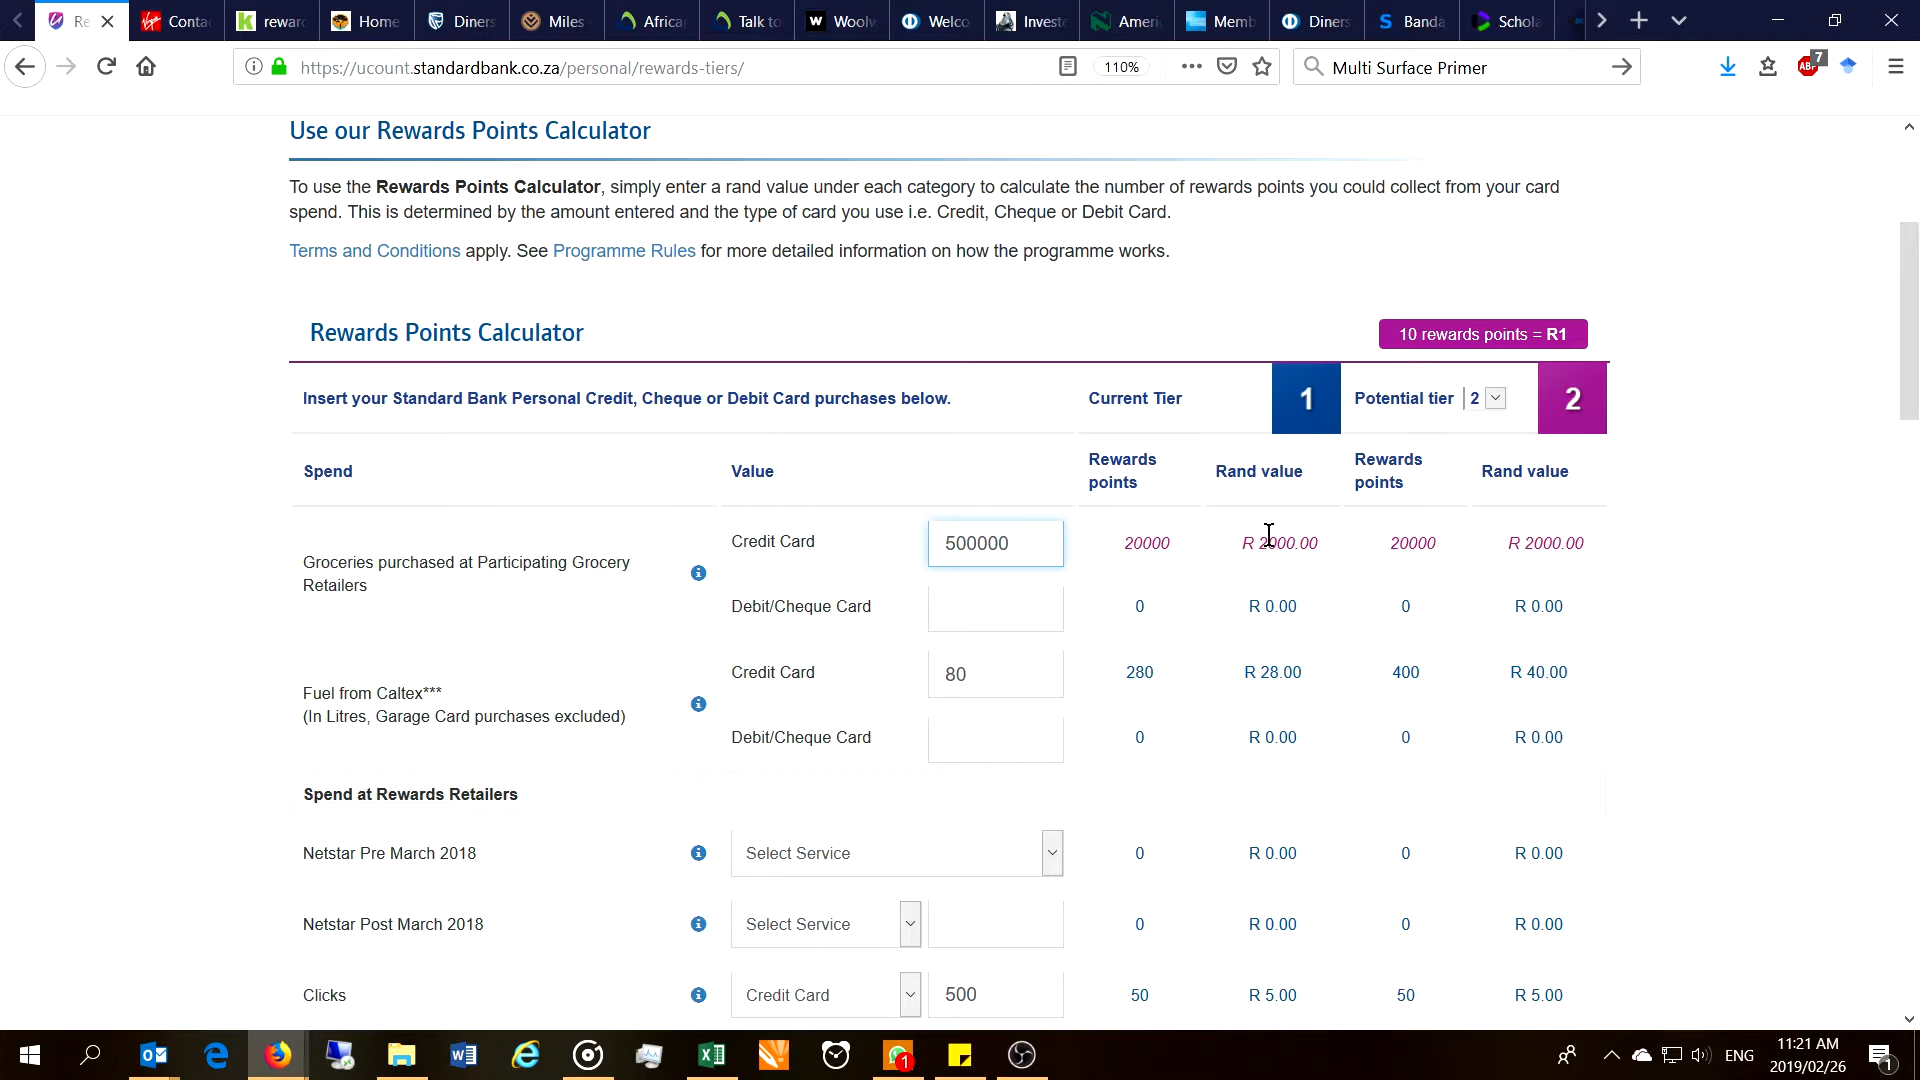 Re
Conta
rewar
Home
Diners
Miles
Africa
Talk to
Woolw
Welco
Investe
Ameri
Memb
Diners
Banda
Schola
https://ucount.standardbank.co.za/personal/rewards-tiers/
110%
Multi Surface Primer
ABP
7
Use our Rewards Points Calculator
To use the Rewards Points Calculator, simply enter a rand value under each category to calculate the number of rewards points you could collect from your card
spend. This is determined by the amount entered and the type of card you use i.e. Credit, Cheque or Debit Card.
Terms and Conditions apply. See Programme Rules for more detailed information on how the programme works.
Rewards Points Calculator
10 rewards points = R1
Insert your Standard Bank Personal Credit, Cheque or Debit Card purchases below.
Current Tier
1
Potential tier
2
2
Spend
Value
Rewards points
Rand value
Rewards points
Rand value
Groceries purchased at Participating Grocery
Retailers
Credit Card 500000 20000 R 2000.00 20000 R 2000.00
Debit/Cheque Card 0 R 0.00 0 R 0.00
Fuel from Caltex***
(In Litres, Garage Card purchases excluded)
Credit Card 80 280 R 28.00 400 R 40.00
Debit/Cheque Card 0 R 0.00 0 R 0.00
Spend at Rewards Retailers
Netstar Pre March 2018 Select Service 0 R 0.00 0 R 0.00
Netstar Post March 2018 Select Service 0 R 0.00 0 R 0.00
Clicks Credit Card 500 50 R 5.00 50 R 5.00
1
ENG
11:21 AM
2019/02/26
1